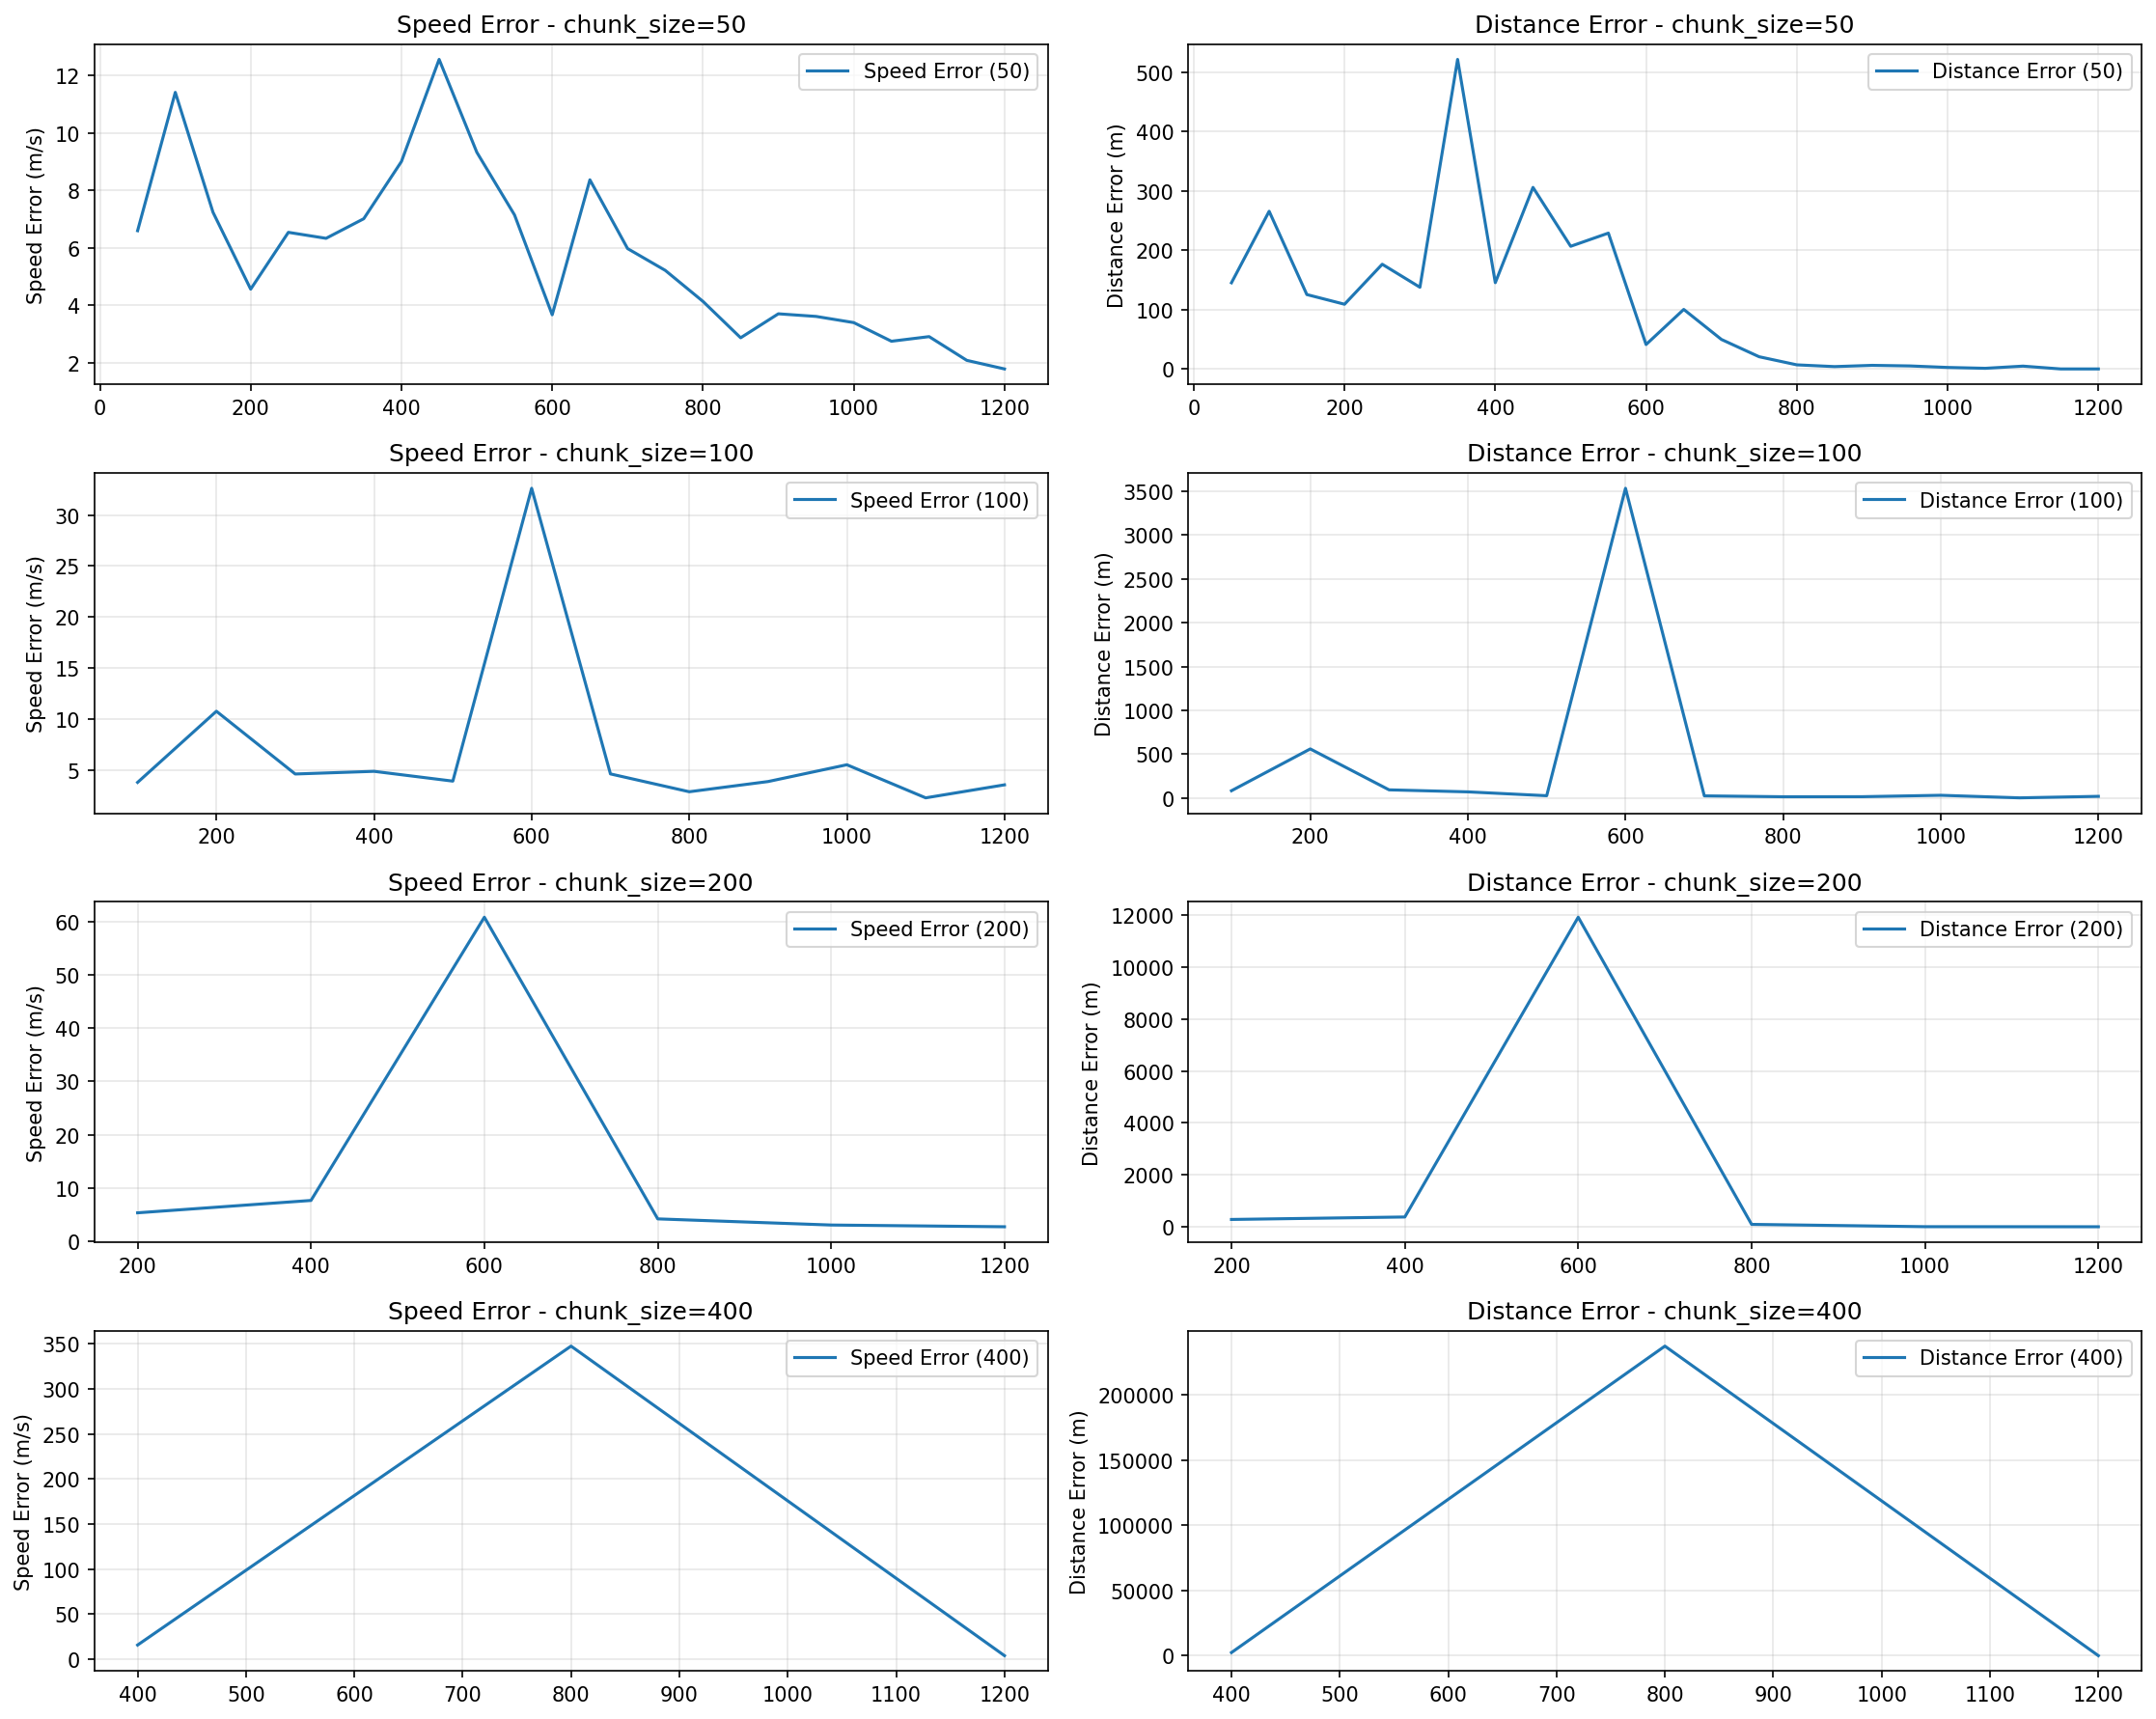 Speed Error - chunk_size=50
Speed Error (m/s)
12
10
8
6
4
2
Speed Error (50)
0 200 400 600 800 1000 1200
Distance Error - chunk_size=50
Distance Error (m)
500
400
300
200
100
0
Distance Error (50)
0 200 400 600 800 1000 1200
Speed Error - chunk_size=100
Speed Error (m/s)
30
25
20
15
10
5
Speed Error (100)
200 400 600 800 1000 1200
Distance Error - chunk_size=100
Distance Error (m)
3500
3000
2500
2000
1500
1000
500
0
Distance Error (100)
200 400 600 800 1000 1200
Speed Error - chunk_size=200
Speed Error (m/s)
60
50
40
30
20
10
0
Speed Error (200)
200 400 600 800 1000 1200
Distance Error - chunk_size=200
Distance Error (m)
12000
10000
8000
6000
4000
2000
0
Distance Error (200)
200 400 600 800 1000 1200
Speed Error - chunk_size=400
Speed Error (m/s)
350
300
250
200
150
100
50
0
Speed Error (400)
400 500 600 700 800 900 1000 1100 1200
Distance Error - chunk_size=400
Distance Error (m)
200000
150000
100000
50000
0
Distance Error (400)
400 500 600 700 800 900 1000 1100 1200